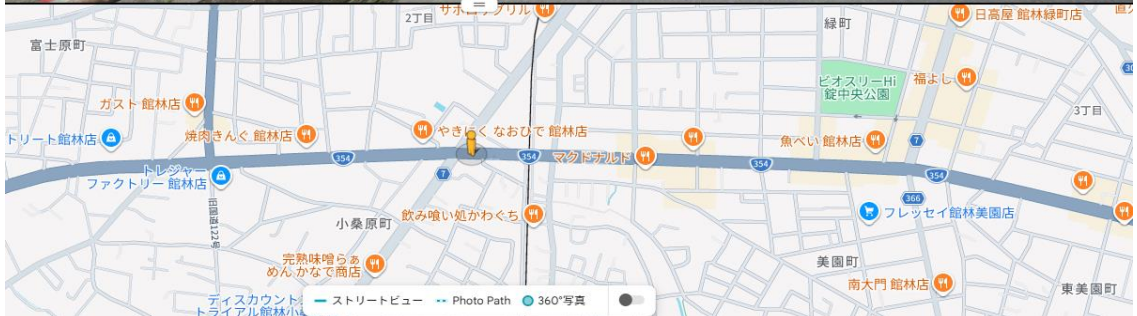 サポロッグリル
2丁目
緑町
日高屋 館林緑町店
富士原町
ビオスリーHi
錠中央公園
福よし
ガスト 館林店
3丁目
トリート館林店
焼肉きんぐ 館林店
やきにく なおひで 館林店
魚べい 館林店
7
354
354
マクドナルド
354
354
トレジャー
ファクトリー 館林店
7
366
旧国道122号
小桑原町
飲み喰い処かわぐち
フレッセイ館林美園店
完熟味噌らぁ
めん かなで商店
美園町
南大門 館林店
東美園町
ディスカウント
トライアル館林小
ストリートビュー
Photo Path
360°写真